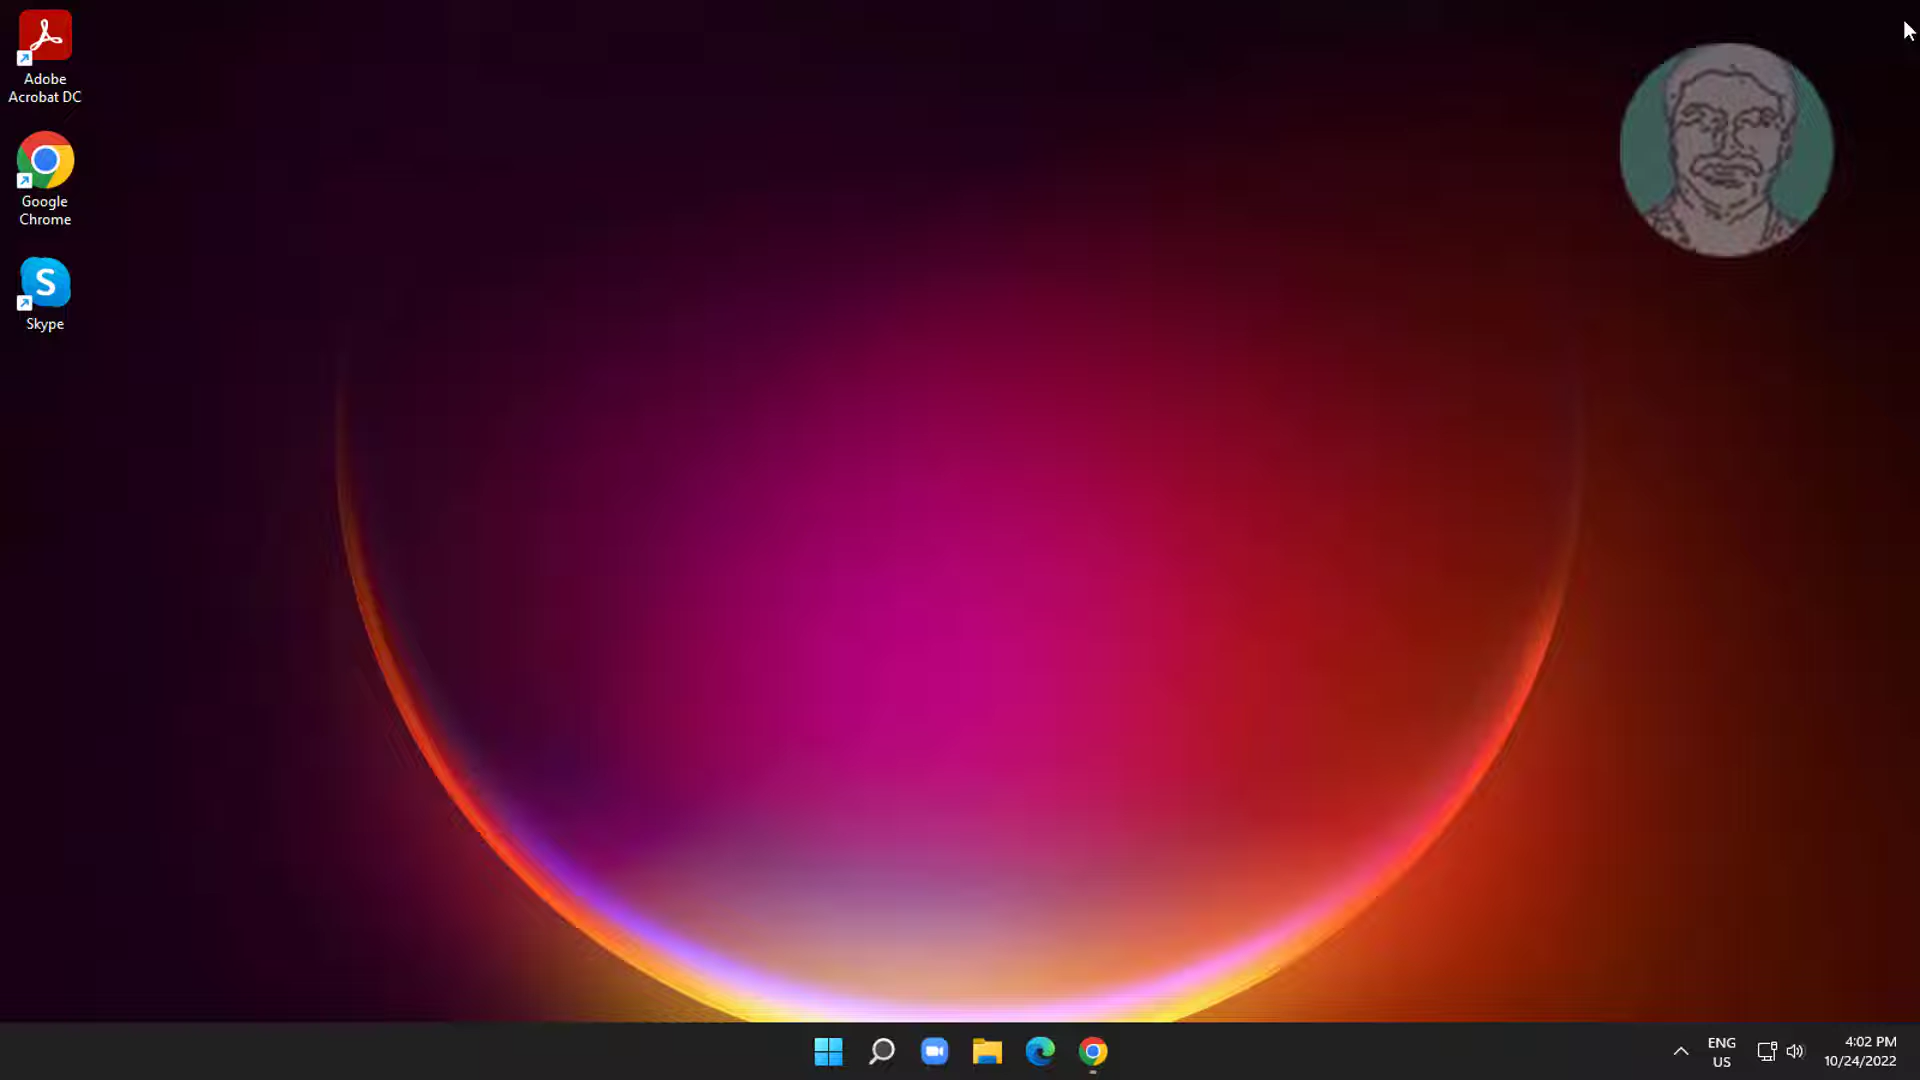 Adobe
Acrobat DC
Google
Chrome
S
Skype
ENG
US
4:02 PM
10/24/2022